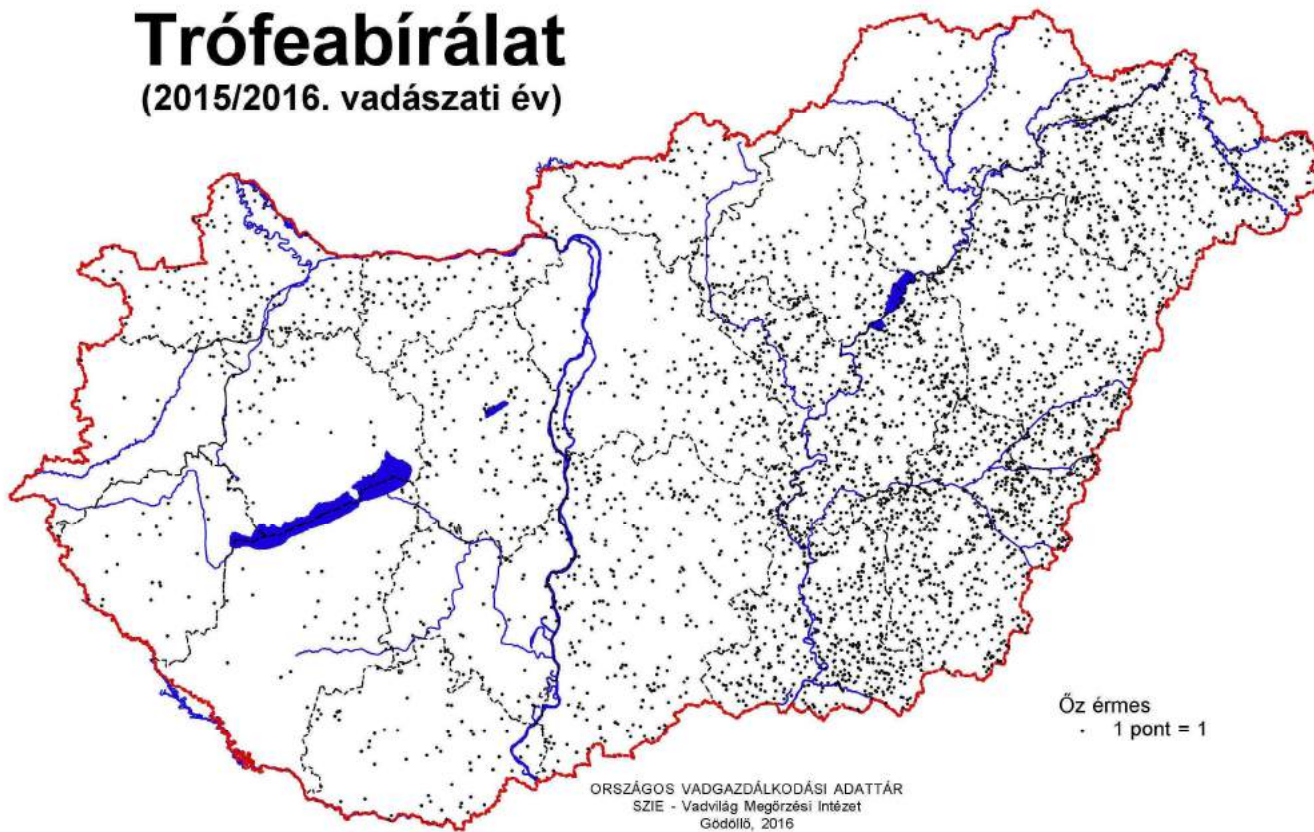 Trófeabírálat
(2015/2016. vadászati év)
Őz érmes
1 pont = 1
ORSZÁGOS VADGAZDÁLKODÁSI ADATTÁR
SZIE - Vadvilág Megőrzési Intézet
Gödöllő, 2016